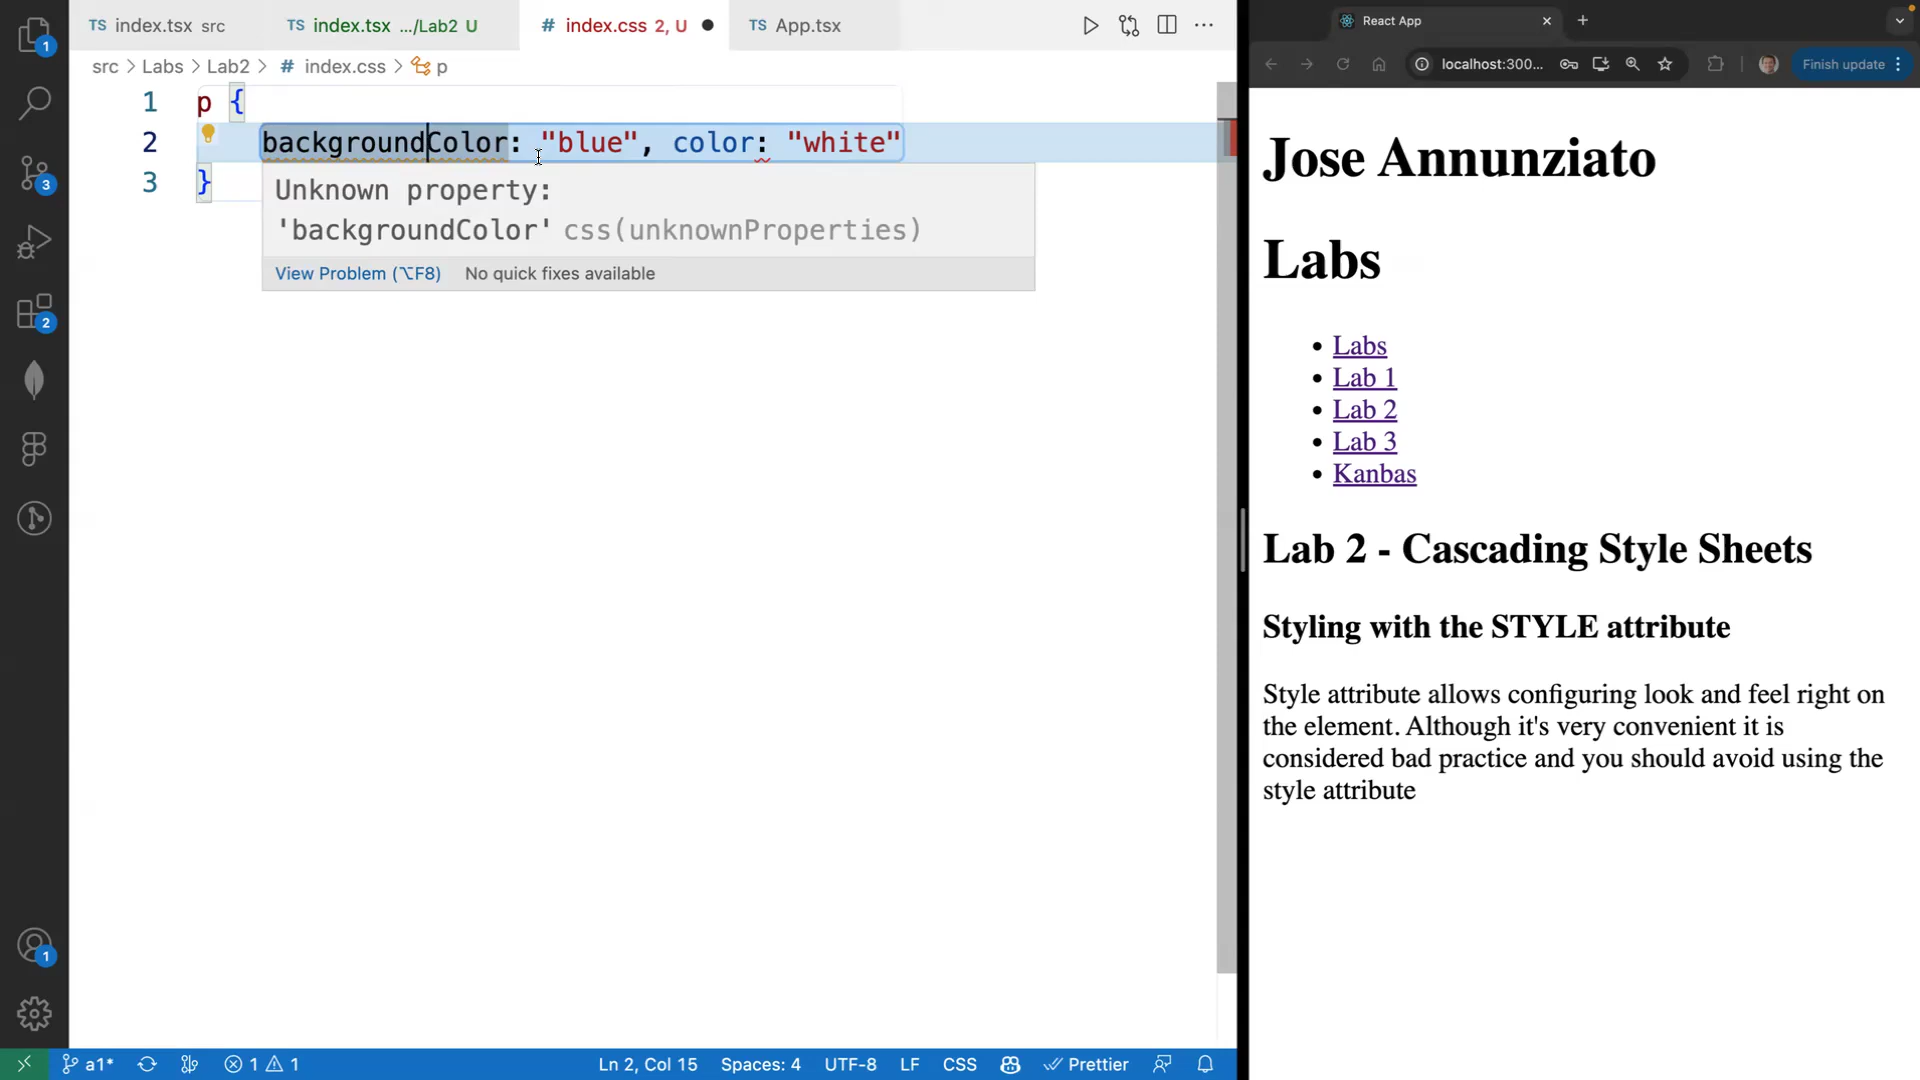 TS index.tsx src
TS index.tsx .../Lab2 U
# index.css 2, U
TS App.tsx
src > Labs > Lab2 > # index.css > p
1 p {
2 backgroundColor: "blue", color: "white"
3 }
Unknown property:
'backgroundColor' css(unknownProperties)
View Problem (⌥F8) No quick fixes available
1
3
2
1
a1* 1 1 Ln 2, Col 15 Spaces: 4 UTF-8 LF CSS Prettier
React App
localhost:300... Finish update
Jose Annunziato
Labs
• Labs
• Lab 1
• Lab 2
• Lab 3
• Kanbas
Lab 2 - Cascading Style Sheets
Styling with the STYLE attribute
Style attribute allows configuring look and feel right on
the element. Although it's very convenient it is
considered bad practice and you should avoid using the
style attribute